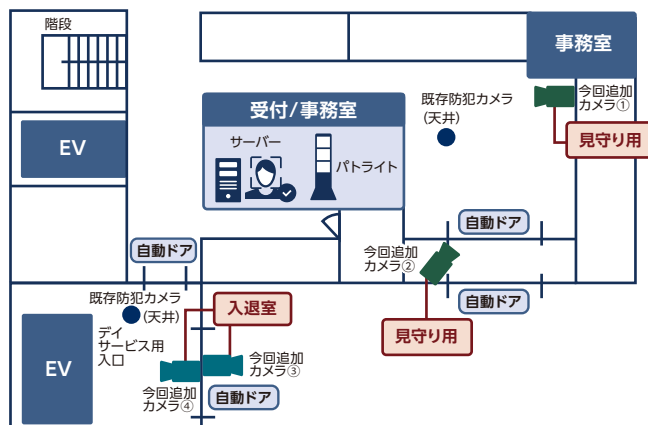 階段
事務室
EV
受付/事務室
サーバー
パトライト
既存防犯カメラ
(天井)
今回追加
カメラ①
見守り用
自動ドア
今回追加
カメラ②
自動ドア
自動ドア
見守り用
既存防犯カメラ
(天井)
入退室
デイ
サービス用
入口
EV
今回追加
カメラ③
今回追加
カメラ④
自動ドア